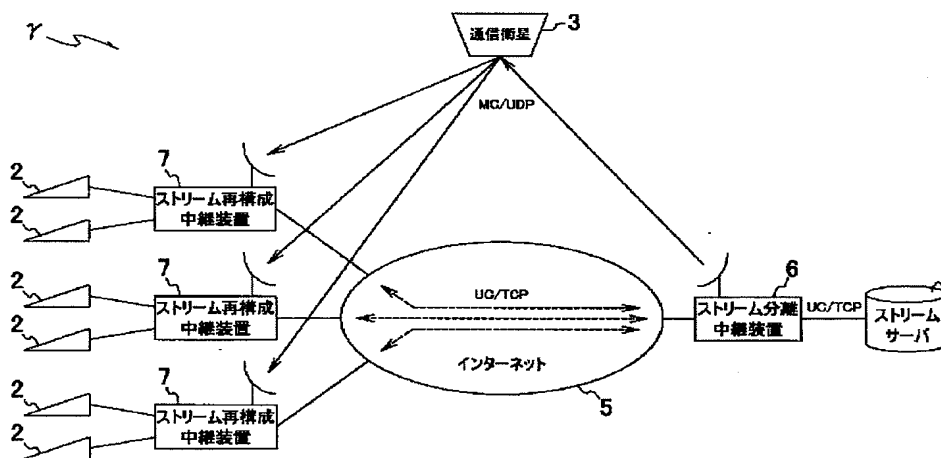 γ
通信衛星
3
MC/UDP
7
2
ストリーム再構成
中継装置
2
7
2
ストリーム再構成
中継装置
2
UC/TCP
6
ストリーム分離
中継装置
UC/TCP
ストリーム
サーバ
インターネット
5
7
2
ストリーム再構成
中継装置
2